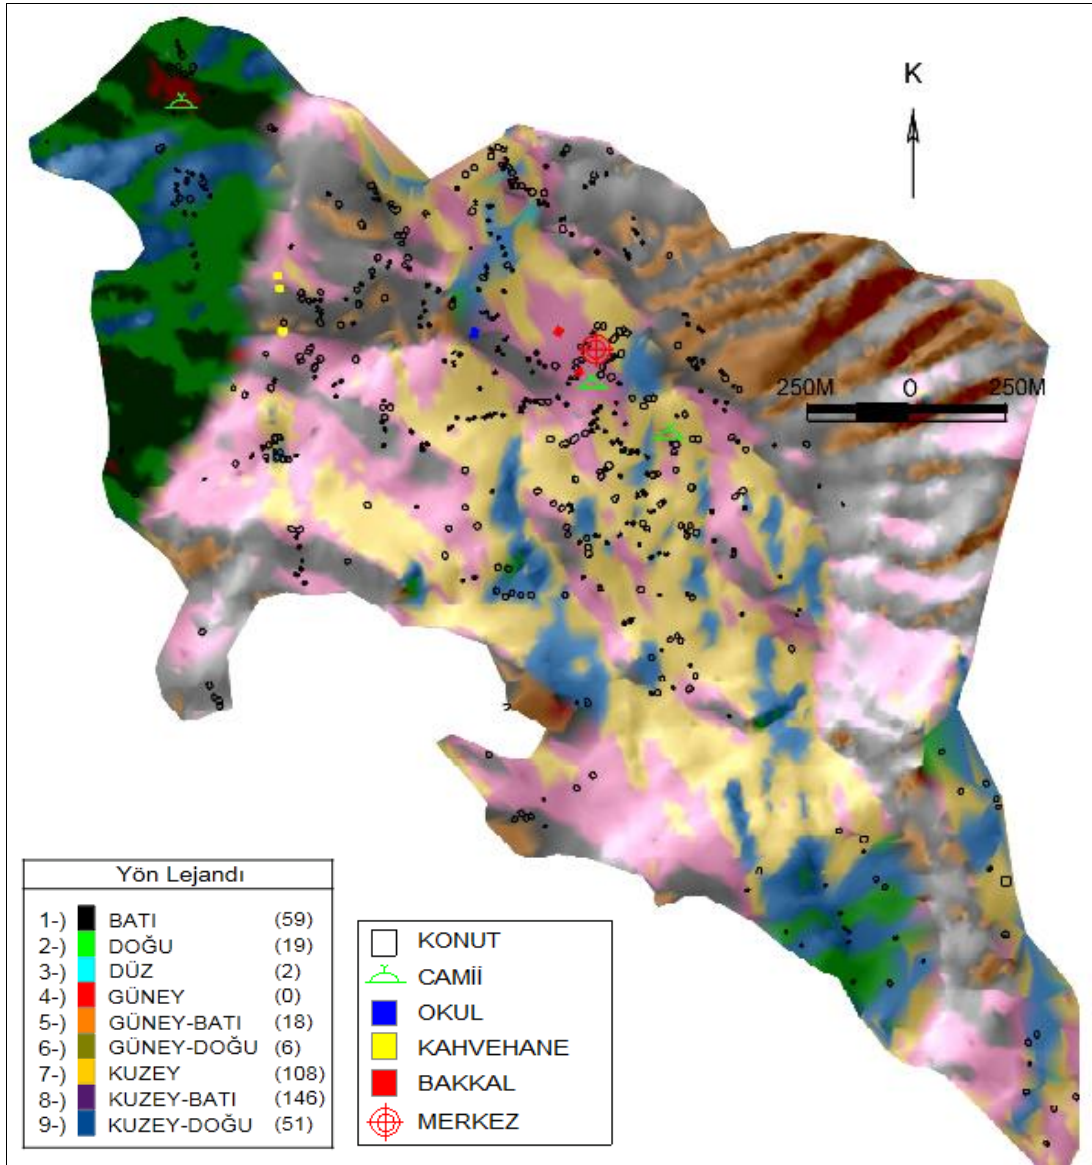 K
250M 0 250M
Yön Lejandı
1-) BATI (59)
2-) DOĞU (19)
3-) DÜZ (2)
4-) GÜNEY (0)
5-) GÜNEY-BATI (18)
6-) GÜNEY-DOĞU (6)
7-) KUZEY (108)
8-) KUZEY-BATI (146)
9-) KUZEY-DOĞU (51)
KONUT
CAMİİ
OKUL
KAHVEHANE
BAKKAL
MERKEZ